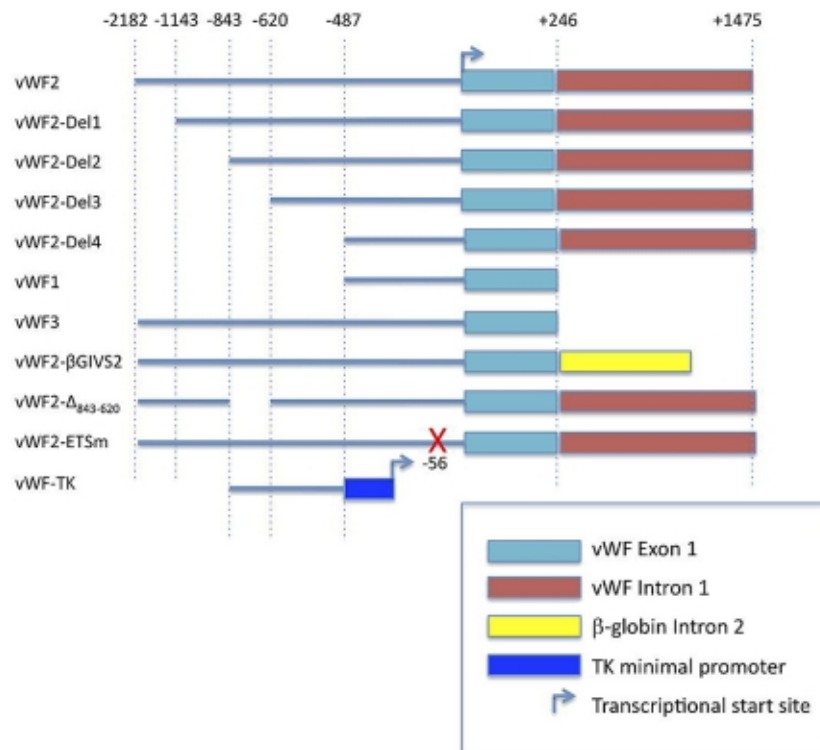 -2182 -1143 -843 -620 -487 +246 +1475
vWF2
vWF2-Del1
vWF2-Del2
vWF2-Del3
vWF2-Del4
vWF1
vWF3
vWF2-βGIVS2
vWF2-Δ843-620
vWF2-ETSm
X
-56
vWF-TK
vWF Exon 1
vWF Intron 1
β-globin Intron 2
TK minimal promoter
Transcriptional start site